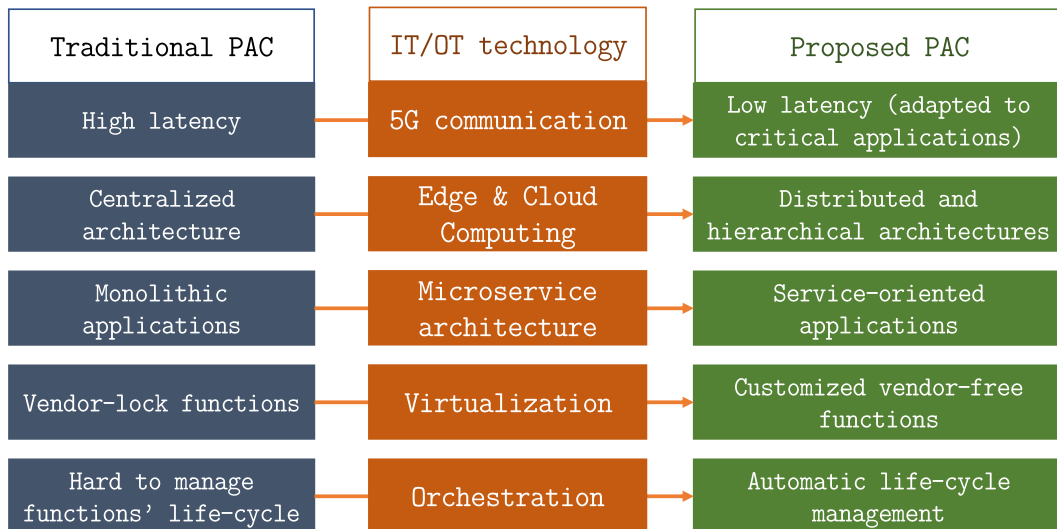 Traditional PAC
IT/OT technology
Proposed PAC
High latency
5G communication
Low latency (adapted to
critical applications)
Centralized
architecture
Edge & Cloud
Computing
Distributed and
hierarchical architectures
Monolithic
applications
Microservice
architecture
Service-oriented
applications
Vendor-lock functions
Virtualization
Customized vendor-free
functions
Hard to manage
functions' life-cycle
Orchestration
Automatic life-cycle
management